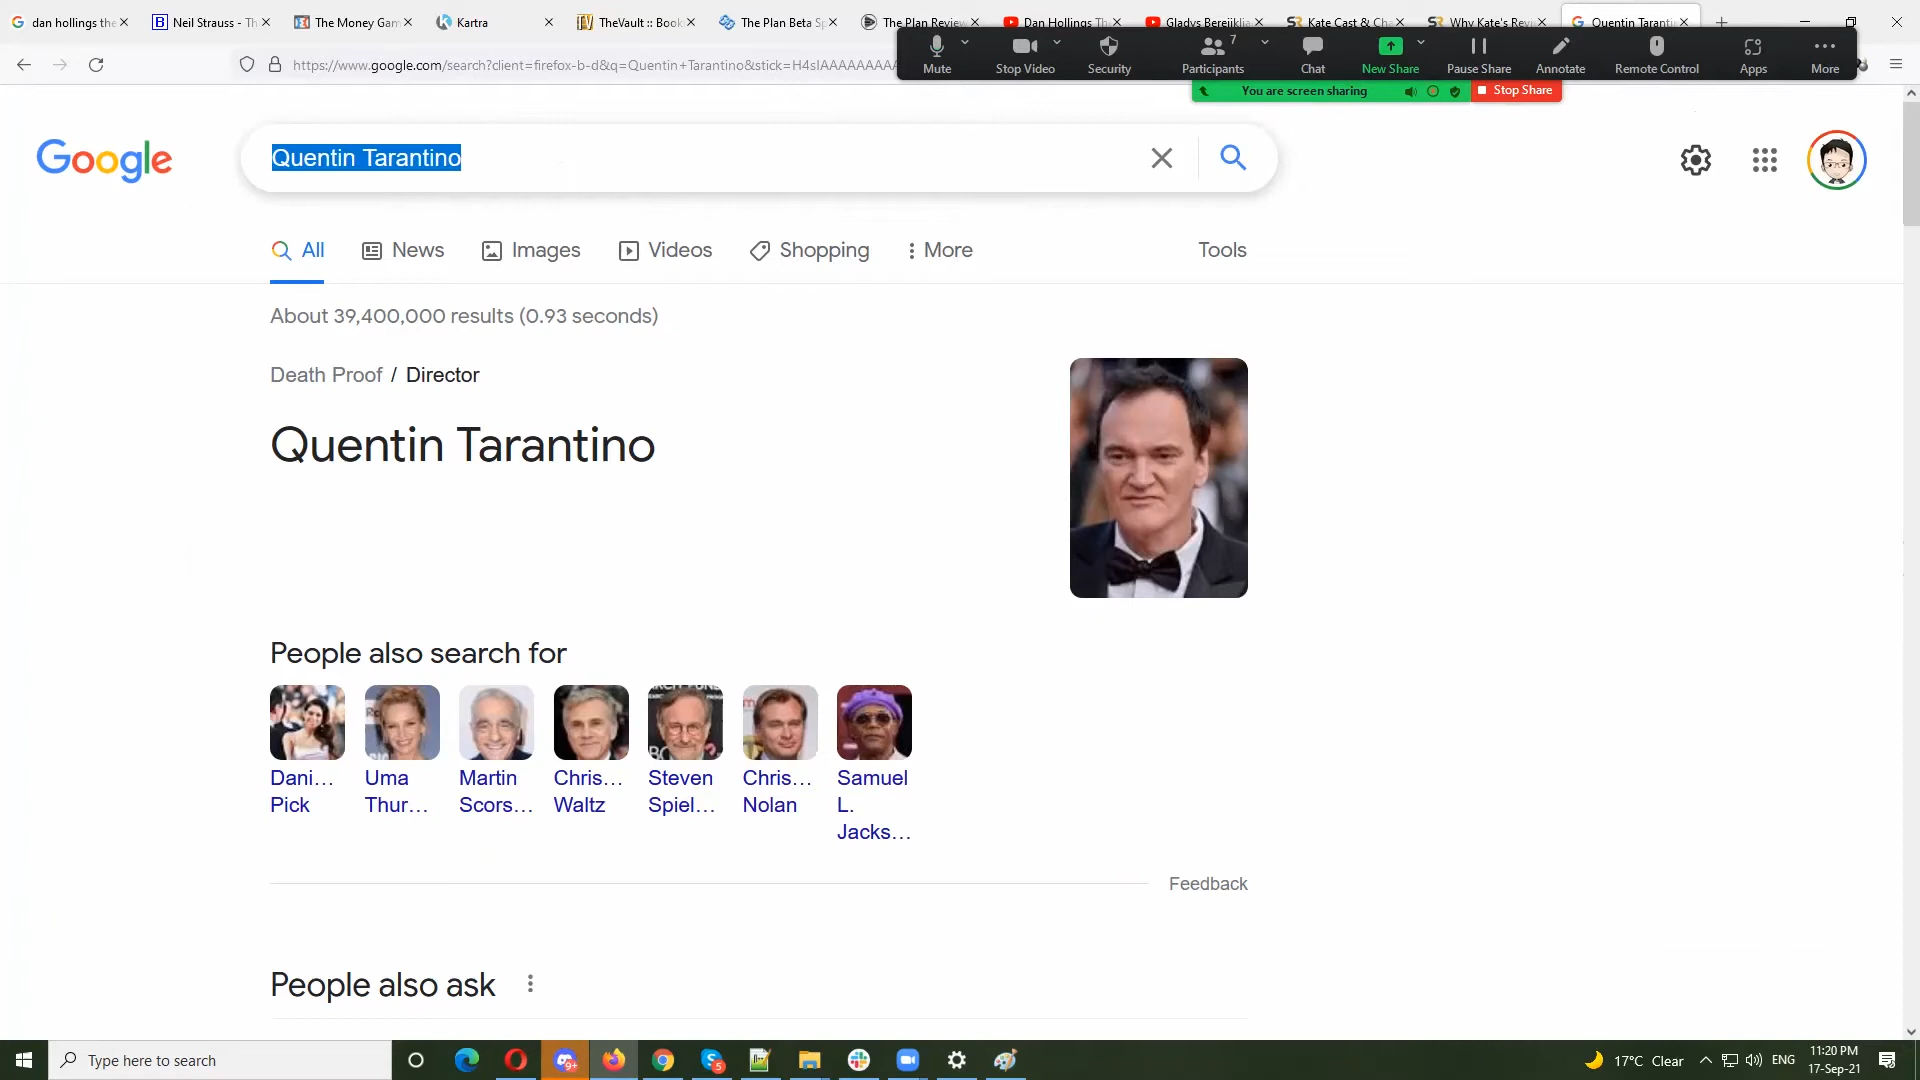 dan hollings the
Neil Strauss - Th
The Money Gam
Kartra
TheVault :: Book
The Plan Beta Sp
The Plan Review
Dan Hollings Th
Gladys Berejiklia
Kate Cast & Cha
Why Kate's Revi
Quentin Taranti
https://www.google.com/search?client=firefox-b-d&q=Quentin+Tarantino&stick=H4sIAAAAAAA
Mute
Stop Video
Security
7
Participants
Chat
New Share
Pause Share
Annotate
Remote Control
Apps
More
You are screen sharing
Stop Share
Google
Quentin Tarantino
All
News
Images
Videos
Shopping
More
Tools
About 39,400,000 results (0.93 seconds)
Death Proof / Director
Quentin Tarantino
People also search for
Dani… Pick
Uma Thur…
Martin Scors…
Chris… Waltz
Steven Spiel…
Chris… Nolan
Samuel L. Jacks…
Feedback
People also ask
Type here to search
9+
5
17°C Clear
ENG
11:20 PM
17-Sep-21